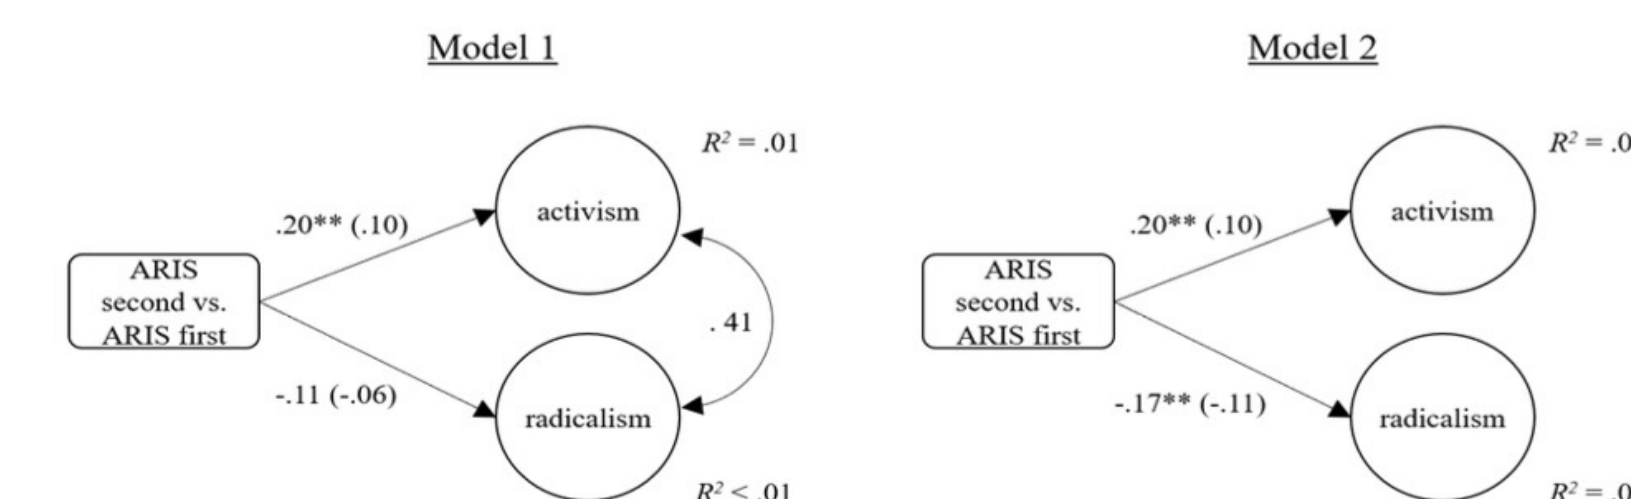 Model 1
R² = .01
.20** (.10)
activism
ARIS
second vs.
ARIS first
. 41
-.11 (-.06)
radicalism
R² < .01
Model 2
R² = .0
.20** (.10)
activism
ARIS
second vs.
ARIS first
-.17** (-.11)
radicalism
R² = .0